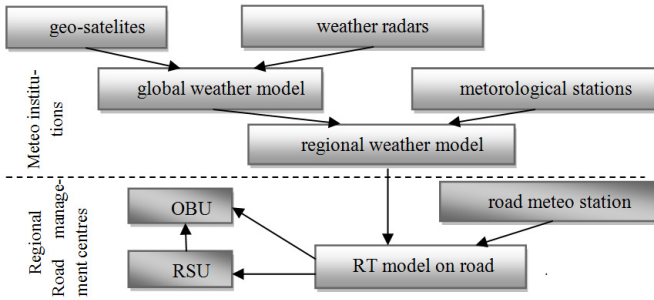 geo-satelites
weather radars
global weather model
metorological stations
regional weather model
Meteo institu-
tions
road meteo station
OBU
RSU
RT model on road
Regional
Road manage-
ment centres